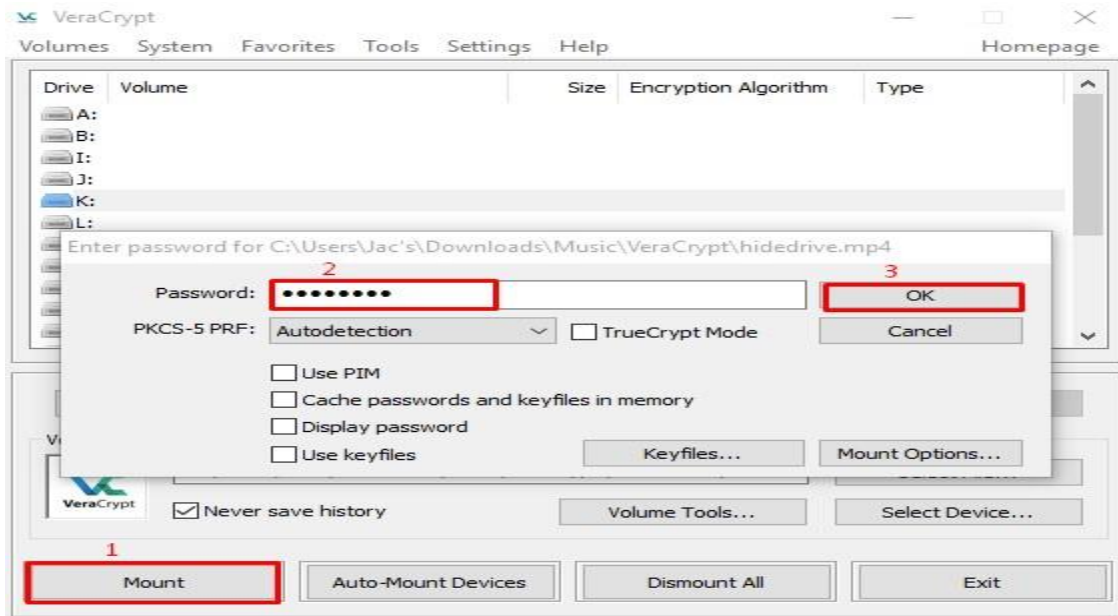 VeraCrypt
Volumes System Favorites Tools Settings Help Homepage
Drive Volume Size Encryption Algorithm Type
A:
B:
I:
J:
K:
L:
Enter password for C:\Users\Jac's\Downloads\Music\VeraCrypt\hidedrive.mp4
2 3
Password: •••••••• OK
PKCS-5 PRF: Autodetection TrueCrypt Mode Cancel
Use PIM
Cache passwords and keyfiles in memory
Display password
Use keyfiles Keyfiles... Mount Options...
VeraCrypt
Never save history Volume Tools... Select Device...
1
Mount Auto-Mount Devices Dismount All Exit